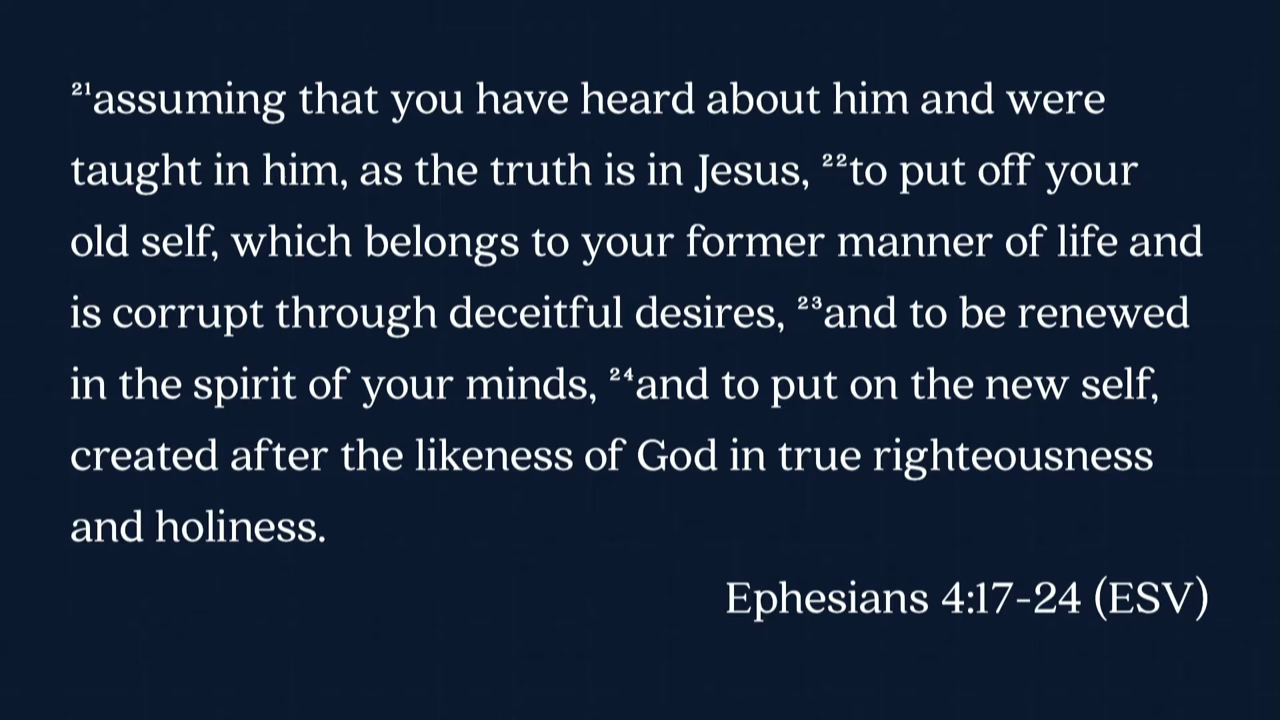 ²¹assuming that you have heard about him and were
taught in him, as the truth is in Jesus, ²²to put off your
old self, which belongs to your former manner of life and
is corrupt through deceitful desires, ²³and to be renewed
in the spirit of your minds, ²⁴and to put on the new self,
created after the likeness of God in true righteousness
and holiness.
Ephesians 4:17-24 (ESV)